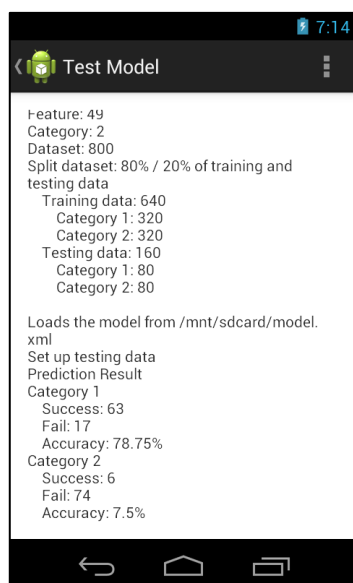 7:14
Test Model
Feature: 49
Category: 2
Dataset: 800
Split dataset: 80% / 20% of training and
testing data
Training data: 640
Category 1: 320
Category 2: 320
Testing data: 160
Category 1: 80
Category 2: 80
Loads the model from /mnt/sdcard/model.
xml
Set up testing data
Prediction Result
Category 1
Success: 63
Fail: 17
Accuracy: 78.75%
Category 2
Success: 6
Fail: 74
Accuracy: 7.5%